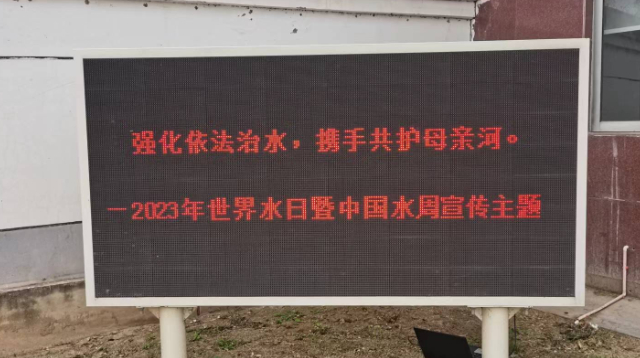 强化依法治水，携手共护母亲河。
—2023年世界水日暨中国水周宣传主题